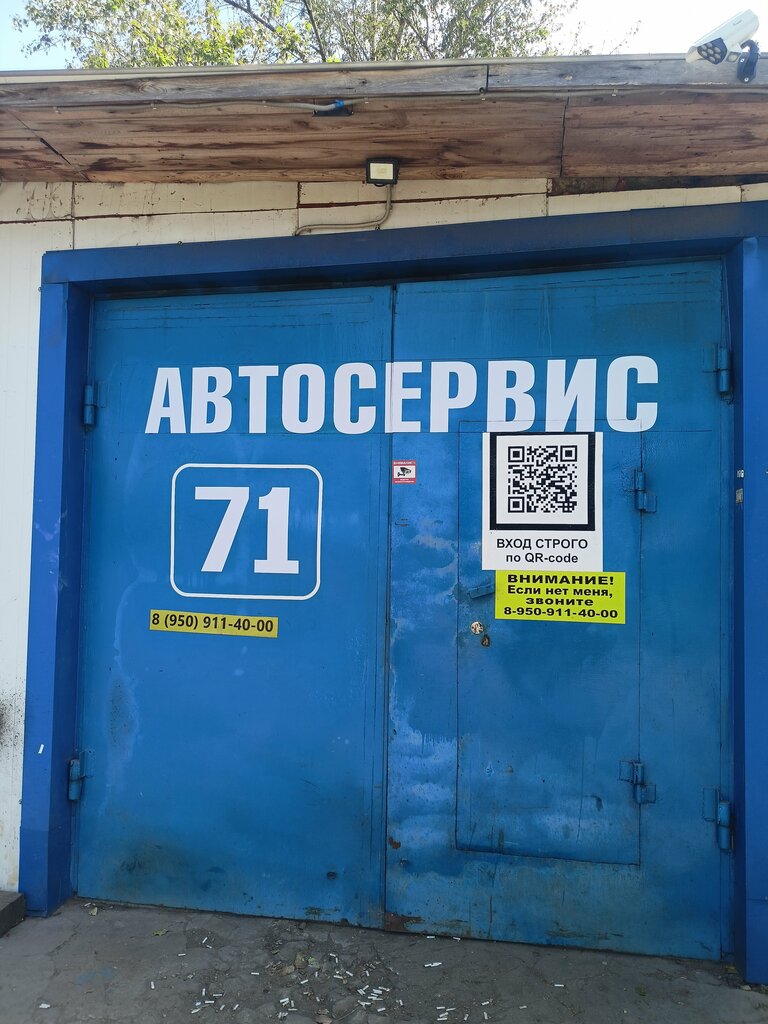 АВТОСЕРВИС
71
8 (950) 911-40-00
ВНИМАНИЕ!
ВХОД СТРОГО
по QR-code
ВНИМАНИЕ!
Если нет меня,
звоните
8-950-911-40-00